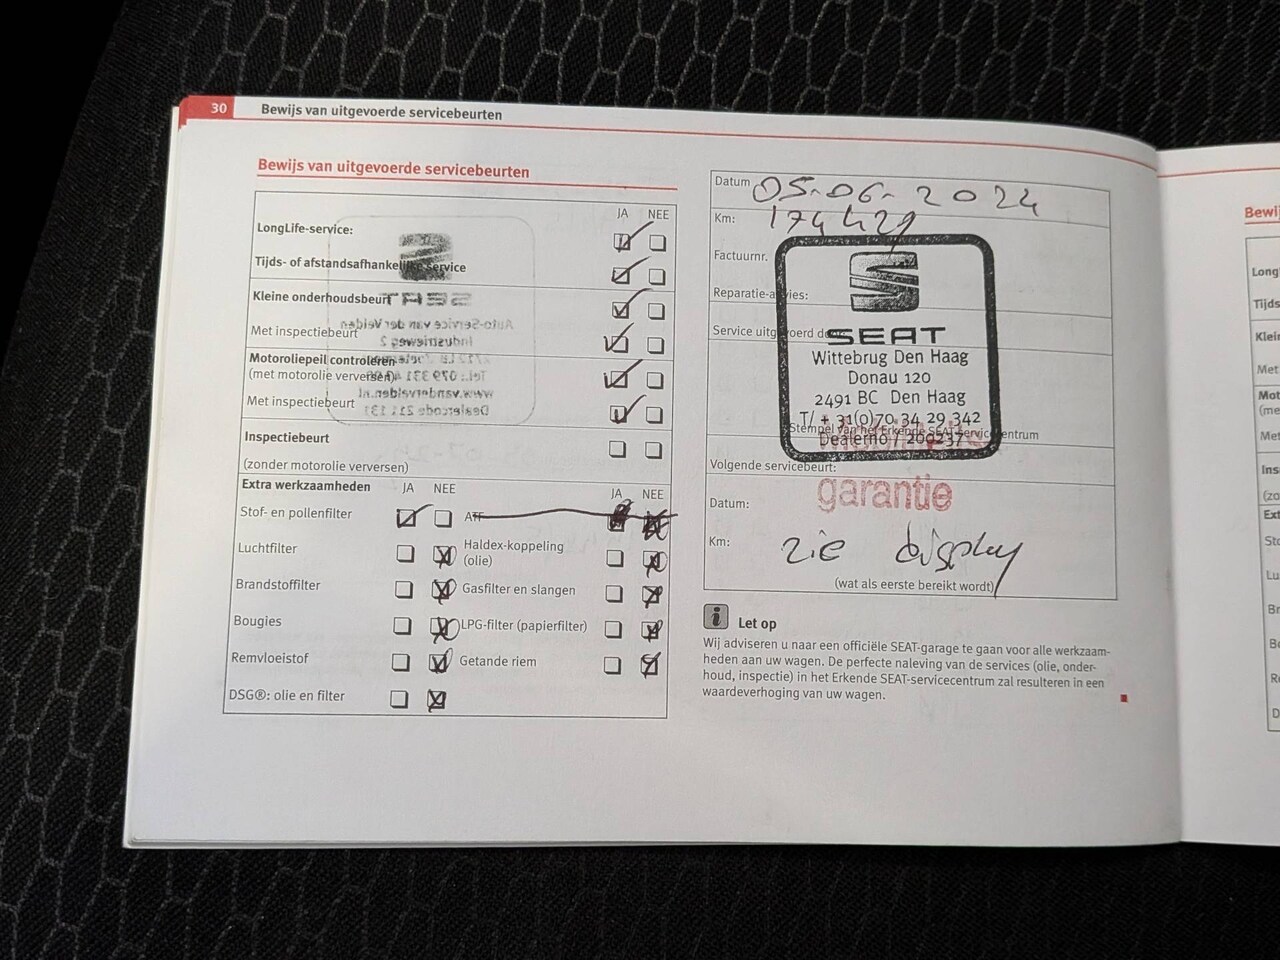 30 Bewijs van uitgevoerde servicebeurten
Bewijs van uitgevoerde servicebeurten
JA NEE
LongLife-service:
Tijds- of afstandsafhankelijke service
Kleine onderhoudsbeurt
Met inspectiebeurt
Motoroliepeil controleren
(met motorolie verversen)
Met inspectiebeurt
Inspectiebeurt
(zonder motorolie verversen)
Extra werkzaamheden JA NEE JA NEE
Stof- en pollenfilter ATF
Luchtfilter Haldex-koppeling
(olie)
Brandstoffilter Gasfilter en slangen
Bougies LPG-filter (papierfilter)
Remvloeistof Getande riem
DSG®: olie en filter
Datum 05-06-2024
Km: 174421
Factuurnr.
Reparatie-advies:
Service uitgevoerd door:
SEAT
Wittebrug Den Haag
Donau 120
2491 BC Den Haag
T/ + 31(0)70 34 29 342
Dealerno / 200237
Stempel van het Erkende SEAT-servicecentrum
Volgende servicebeurt:
garantie
Datum:
Km: zie display
(wat als eerste bereikt wordt)
i Let op
Wij adviseren u naar een officiële SEAT-garage te gaan voor alle werkzaam-
heden aan uw wagen. De perfecte naleving van de services (olie, onder-
houd, inspectie) in het Erkende SEAT-servicecentrum zal resulteren in een
waardeverhoging van uw wagen.